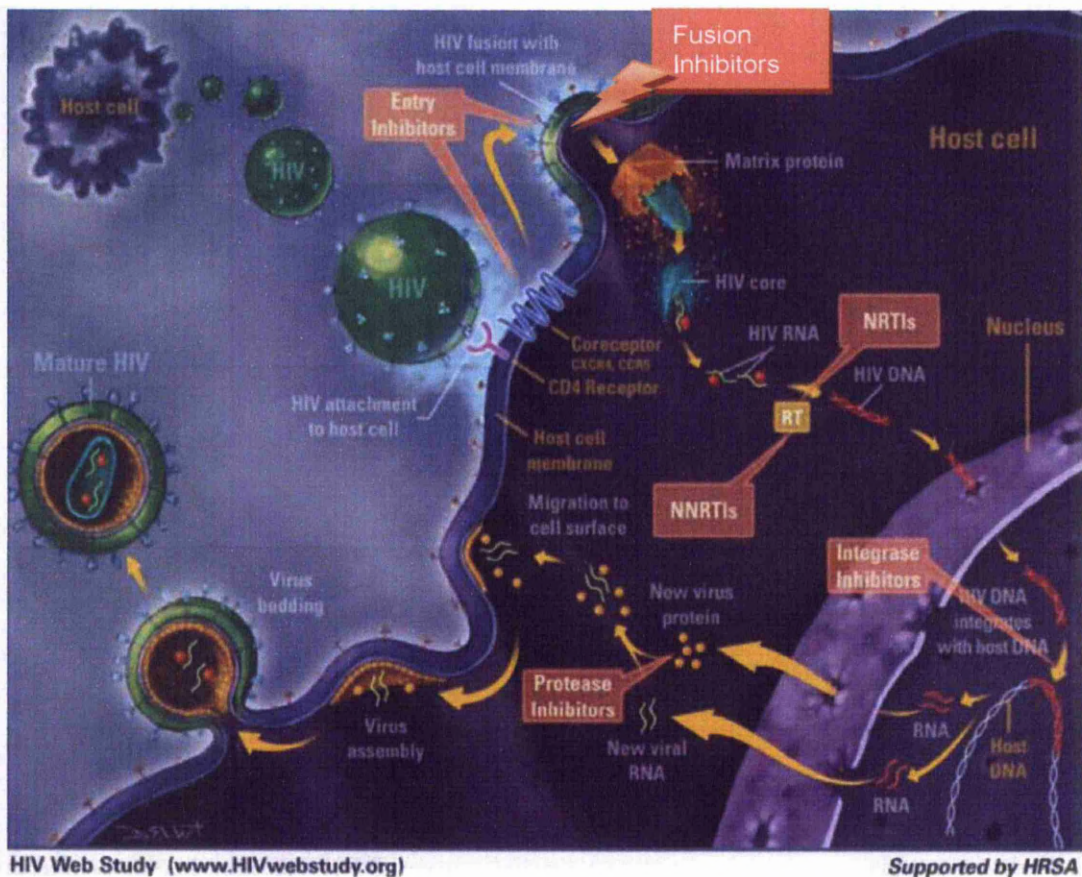 Fusion
Inhibitors
HIV fusion with
host cell membrane
Host cell
Entry
Inhibitors
Host cell
Matrix protein
HIV
HIV
HIV core
NRTIs
Nucleus
HIV RNA
HIV DNA
Coreceptor
CXCR4, CCR5
CD4 Receptor
Mature HIV
HIV attachment
to host cell
RT
Host cell
membrane
NNRTIs
Migration to
cell surface
Integrase
Inhibitors
Virus
budding
New virus
protein
HIV DNA
integrates
with host DNA
Protease
Inhibitors
Virus
assembly
New viral
RNA
RNA
Host
DNA
RNA
HIV Web Study (www.HIVwebstudy.org)
Supported by HRSA